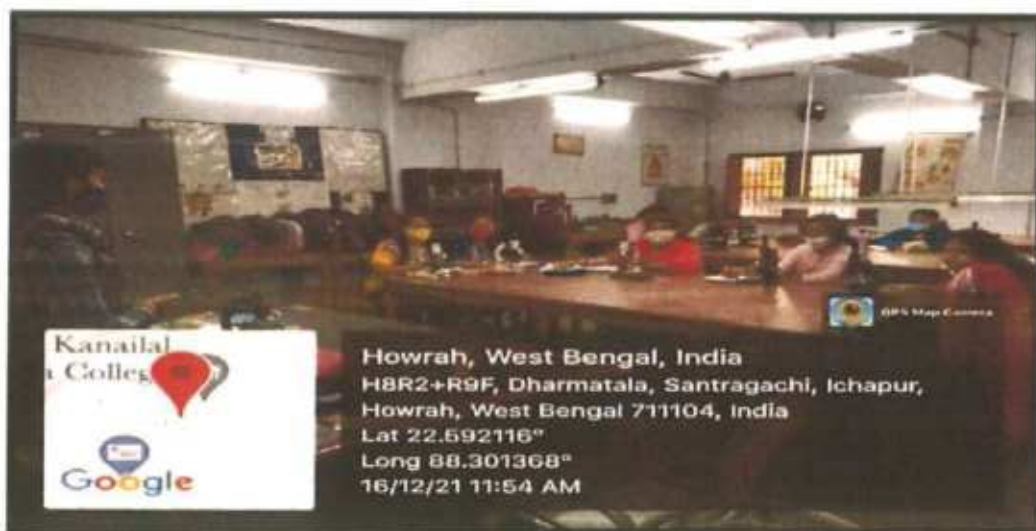 GPS Map Camera
Kanailal
a Colleg
Google
Howrah, West Bengal, India
H8R2+R9F, Dharmatala, Santragachi, Ichapur,
Howrah, West Bengal 711104, India
Lat 22.592116°
Long 88.301368°
16/12/21 11:54 AM